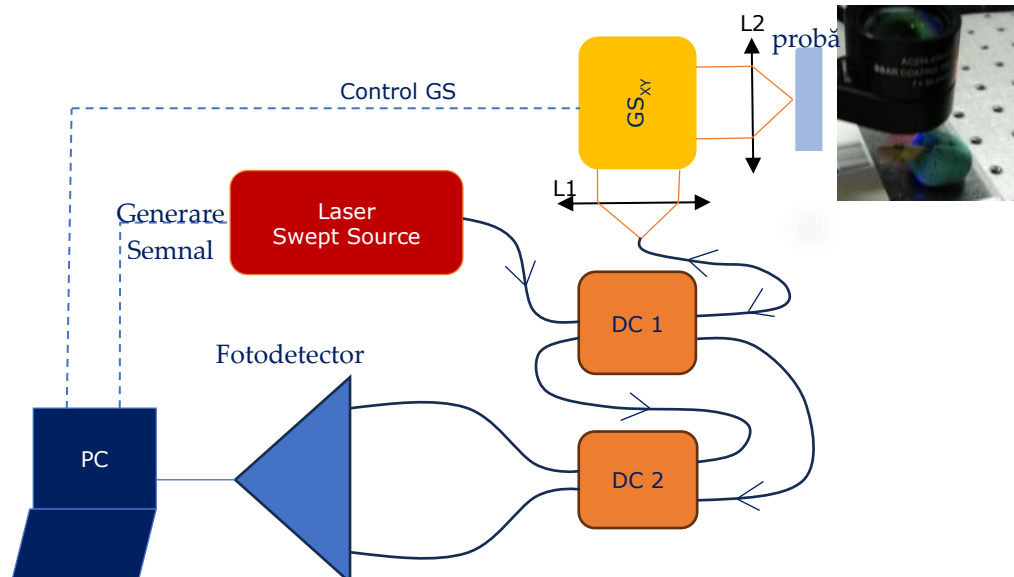 L2
probă
Control GS
GSXY
L1
Generare
Semnal
Laser
Swept Source
DC 1
Fotodetector
PC
DC 2